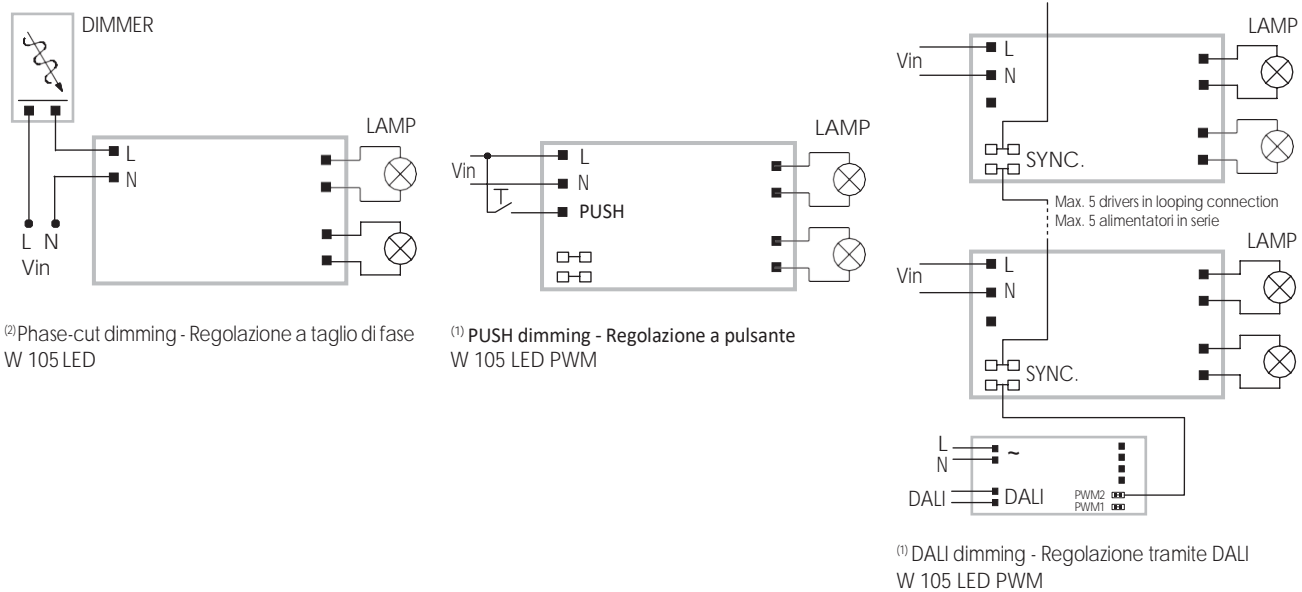 DIMMER
L
N
LAMP
L N
Vin
(2) Phase-cut dimming - Regolazione a taglio di fase
W 105 LED
Vin
L
N
PUSH
LAMP
(1) PUSH dimming - Regolazione a pulsante
W 105 LED PWM
LAMP
Vin
L
N
SYNC.
Max. 5 drivers in looping connection
Max. 5 alimentatori in serie
LAMP
Vin
L
N
SYNC.
L
N
~
DALI
DALI
PWM2
PWM1
(1) DALI dimming - Regolazione tramite DALI
W 105 LED PWM